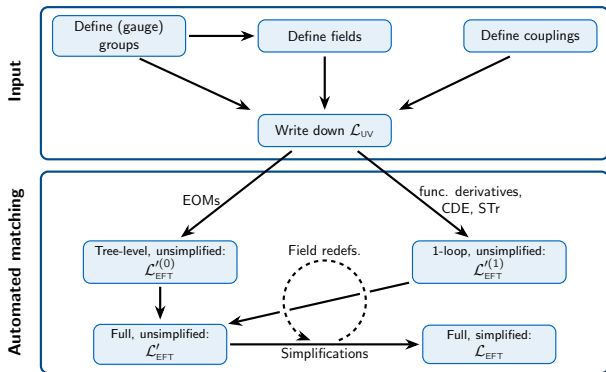 Input
Define (gauge)
groups
Define fields
Define couplings
Write down 𝓛_UV
Automated matching
EOMs
func. derivatives,
CDE, STr
Tree-level, unsimplified:
𝓛′_EFT^(0)
Field redefs.
1-loop, unsimplified:
𝓛′_EFT^(1)
Full, unsimplified:
𝓛′_EFT
Simplifications
Full, simplified:
𝓛_EFT